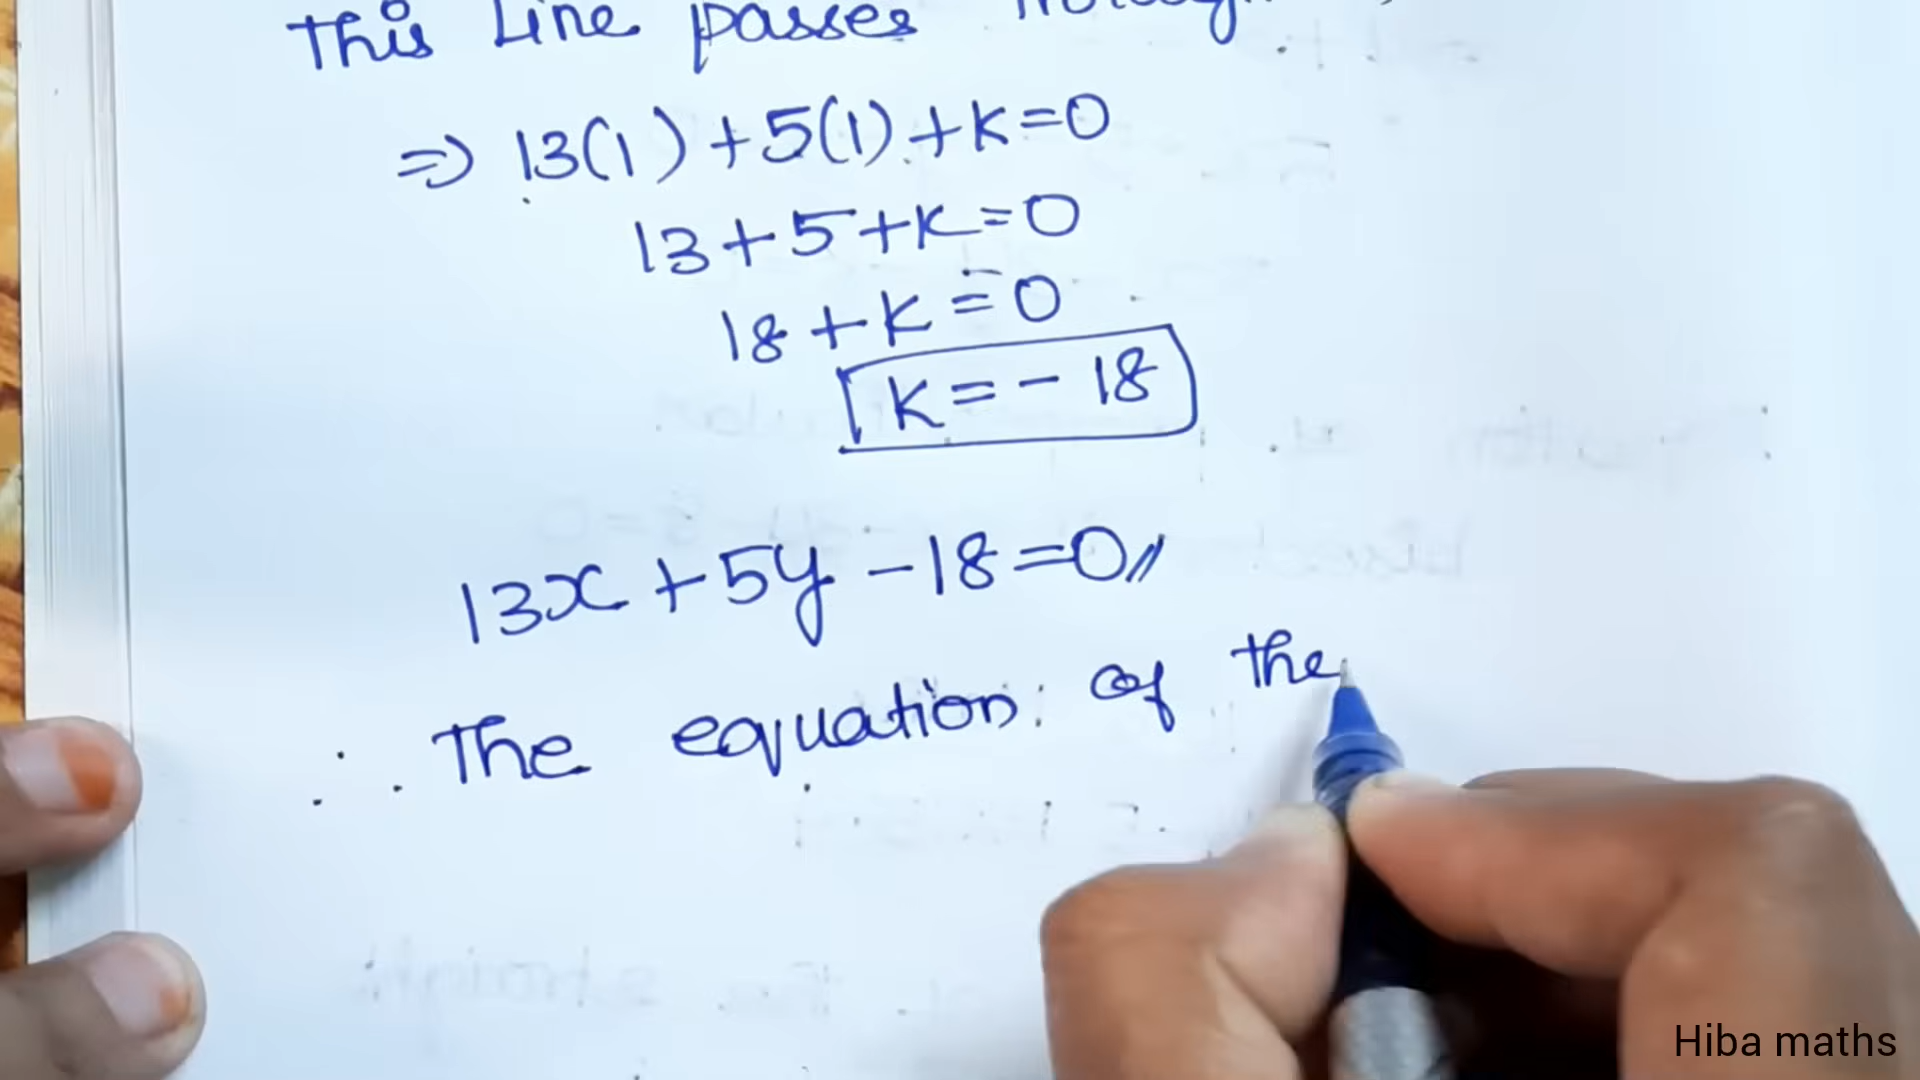 This Line passes
⇒ 13(1)+5(1)+k=0
13+5+k=0
18+k=0
k=-18
13x+5y-18=0//
∴ The equation of the
Hiba maths